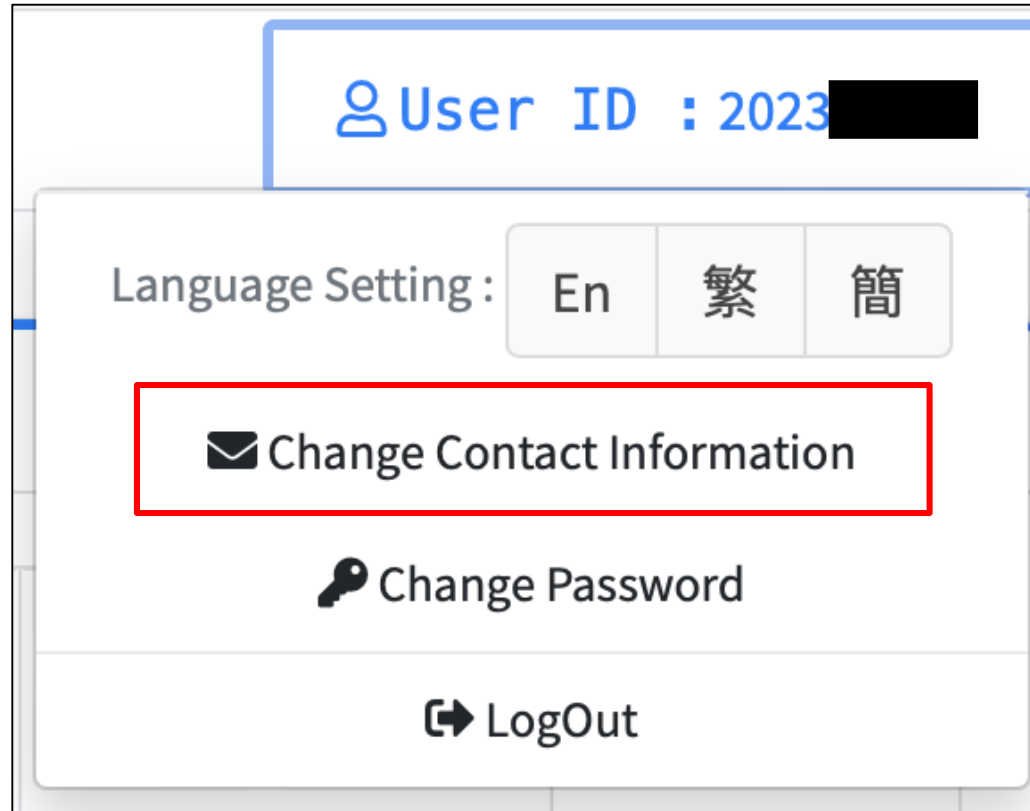 User ID : 2023
Language Setting : En 繁 簡
Change Contact Information
Change Password
LogOut